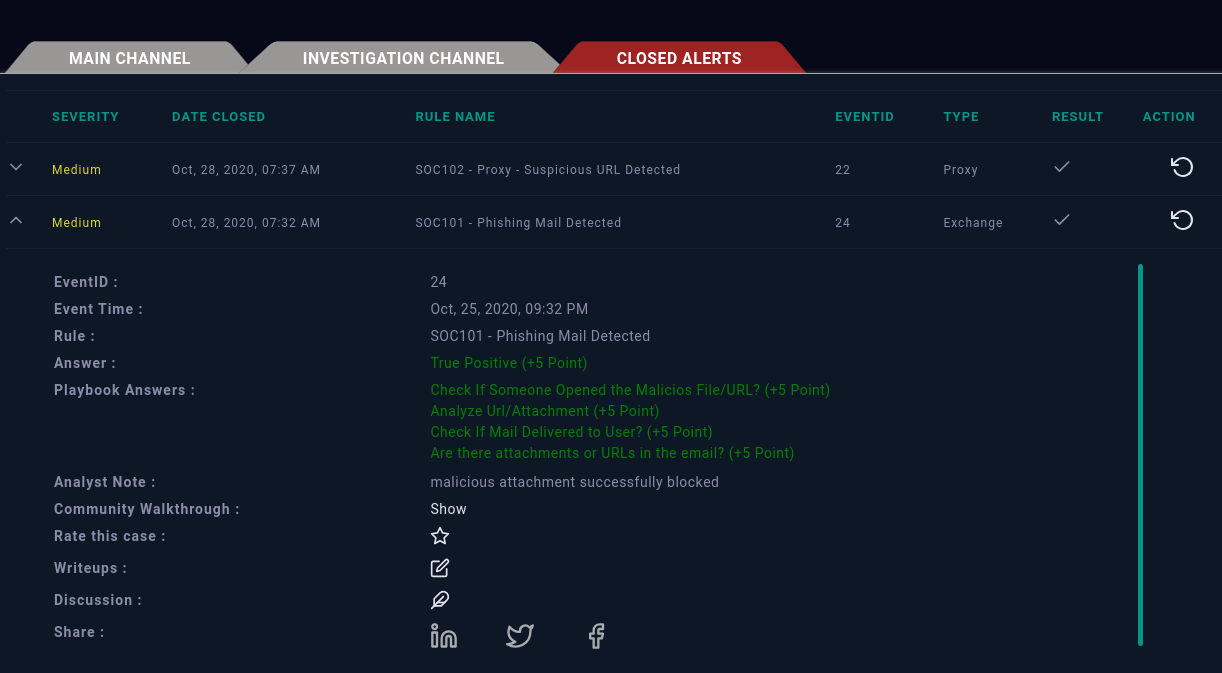 MAIN CHANNEL INVESTIGATION CHANNEL CLOSED ALERTS
SEVERITY DATE CLOSED RULE NAME EVENTID TYPE RESULT ACTION
Medium Oct, 28, 2020, 07:37 AM SOC102 - Proxy - Suspicious URL Detected 22 Proxy
Medium Oct, 28, 2020, 07:32 AM SOC101 - Phishing Mail Detected 24 Exchange
EventID : 24
Event Time : Oct, 25, 2020, 09:32 PM
Rule : SOC101 - Phishing Mail Detected
Answer : True Positive (+5 Point)
Playbook Answers : Check If Someone Opened the Malicios File/URL? (+5 Point)
Analyze Url/Attachment (+5 Point)
Check If Mail Delivered to User? (+5 Point)
Are there attachments or URLs in the email? (+5 Point)
Analyst Note : malicious attachment successfully blocked
Community Walkthrough : Show
Rate this case :
Writeups :
Discussion :
Share :